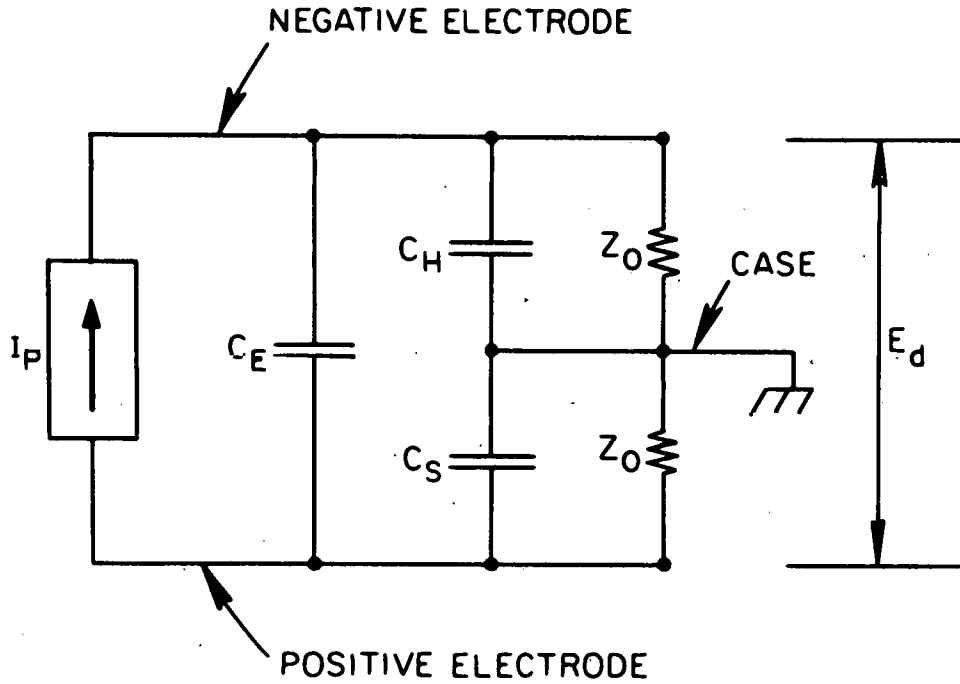 NEGATIVE ELECTRODE
I_P
C_E
C_H
Z_O
CASE
E_d
C_S
Z_O
POSITIVE ELECTRODE